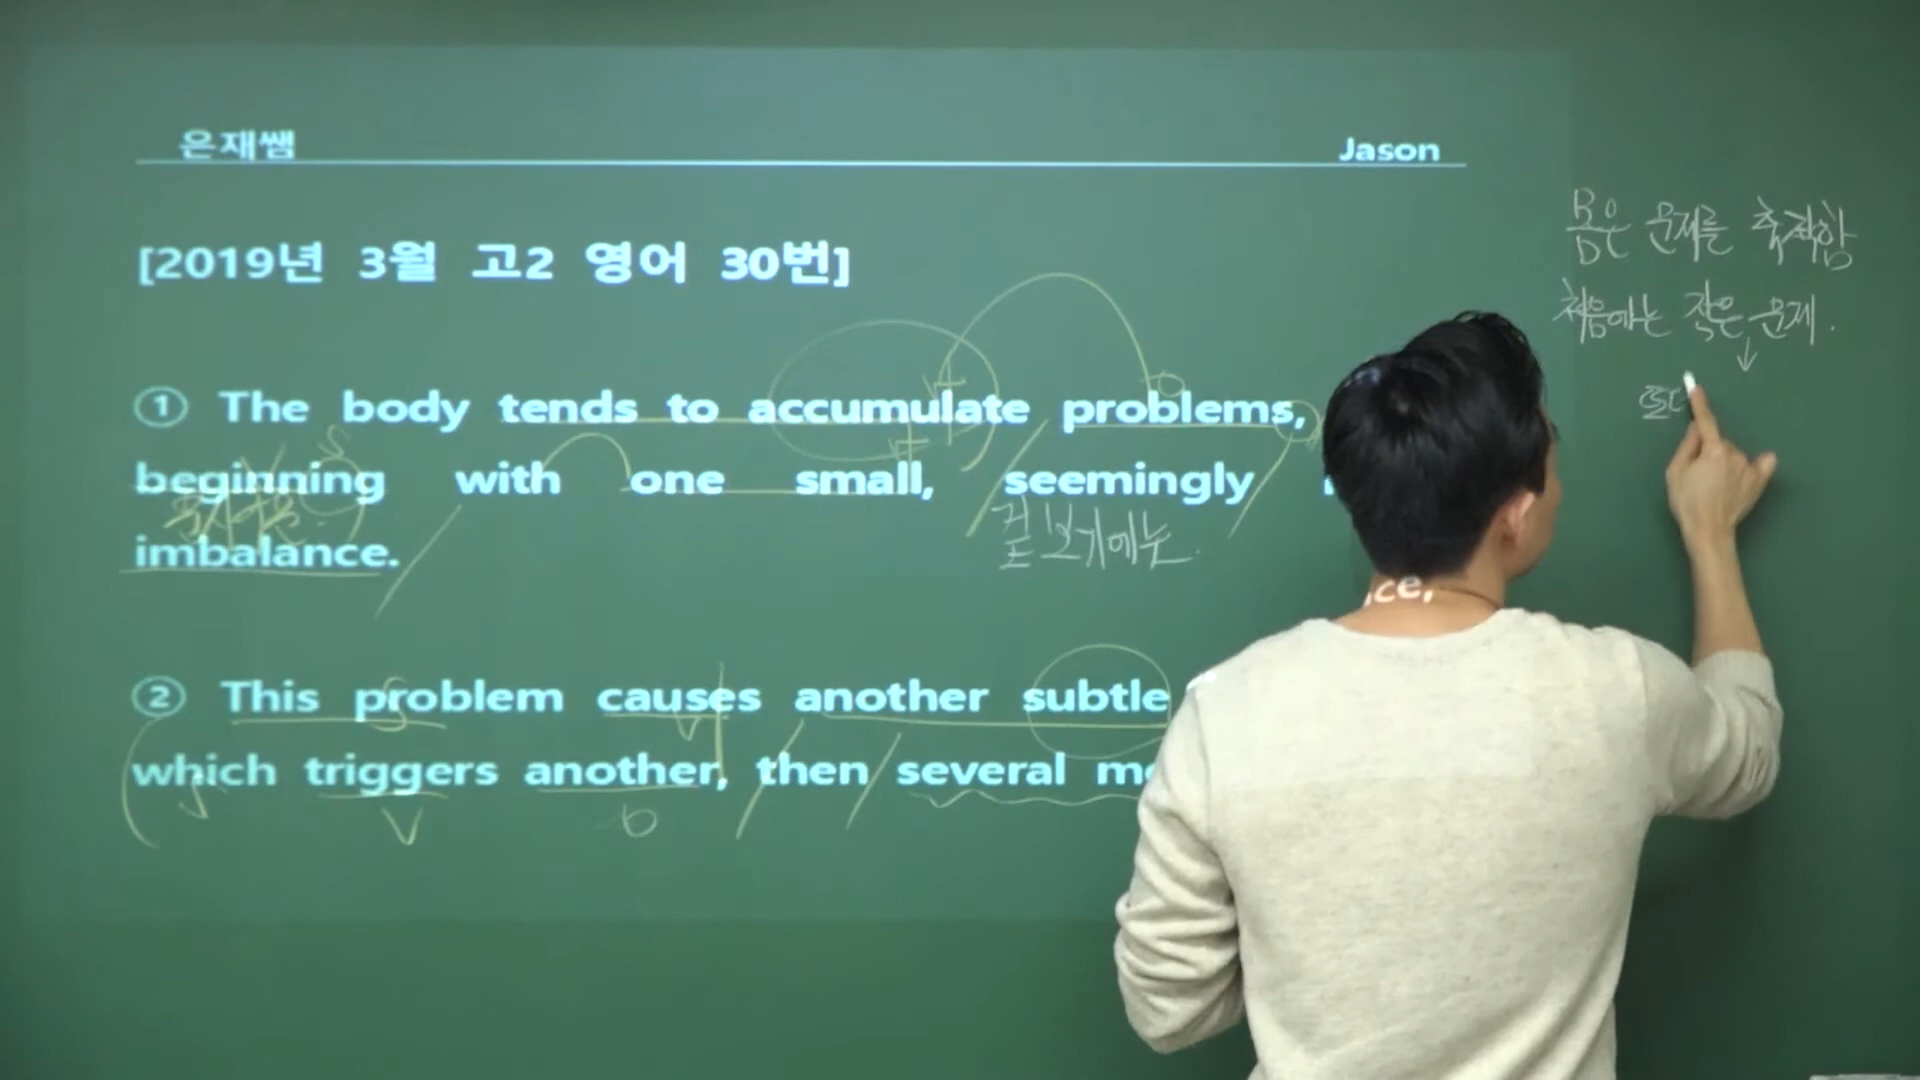 은재쌤 Jason
[2019년 3월 고2 영어 30번]
① The body tends to accumulate problems,
beginning with one small, seemingly
imbalance.
② This problem causes another subtle
which triggers another, then several
겉보기에는
몸은 문제를 축적함
처음에는 작은 문제.
S
S
V
S
V
o